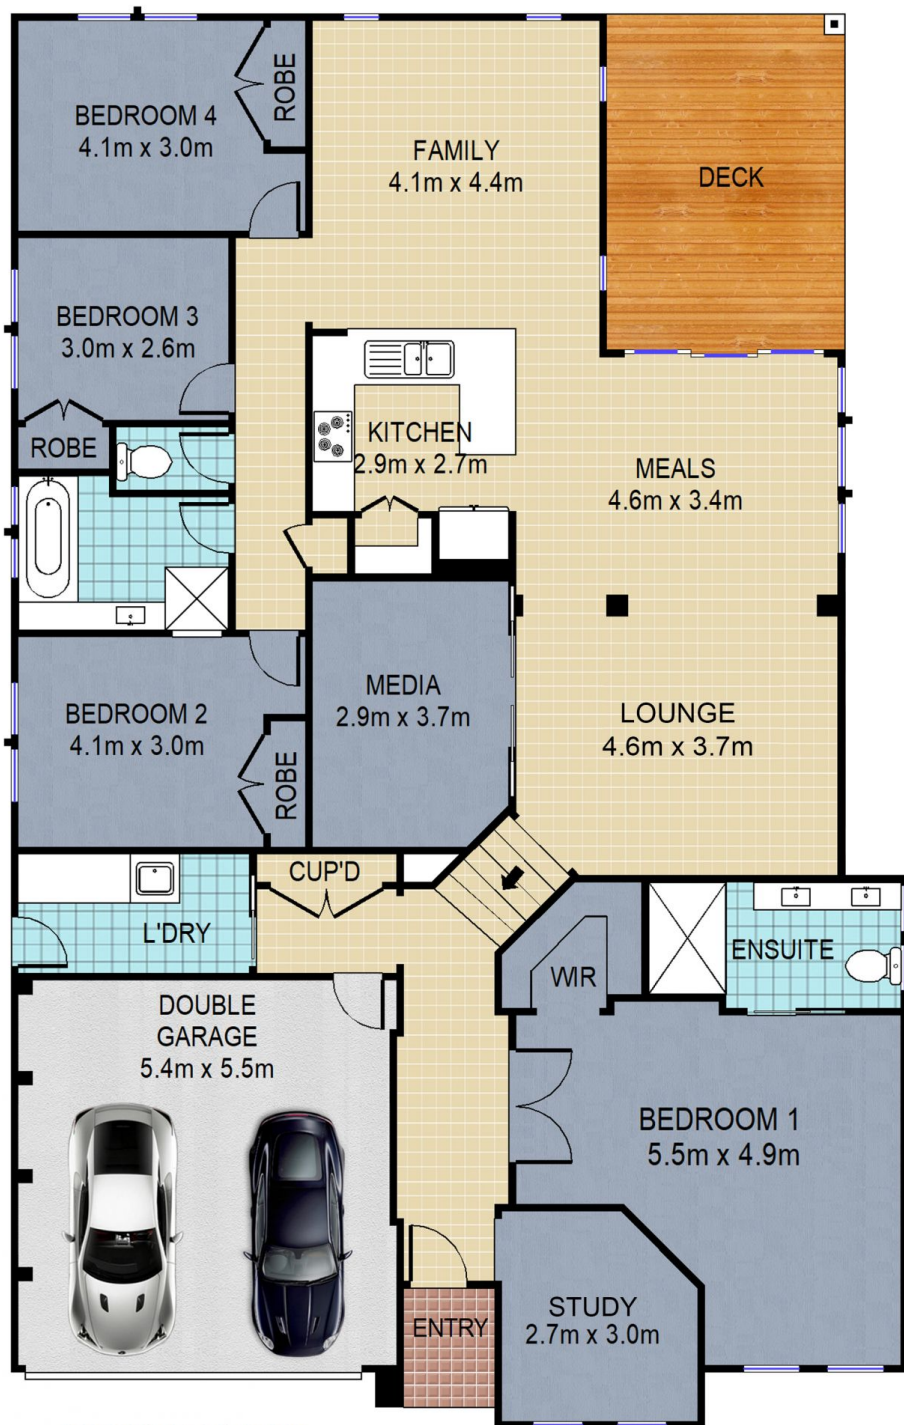 BEDROOM 4
4.1m x 3.0m
ROBE
FAMILY
4.1m x 4.4m
DECK
BEDROOM 3
3.0m x 2.6m
ROBE
KITCHEN
2.9m x 2.7m
MEALS
4.6m x 3.4m
BEDROOM 2
4.1m x 3.0m
ROBE
MEDIA
2.9m x 3.7m
LOUNGE
4.6m x 3.7m
CUP'D
L'DRY
WIR
ENSUITE
DOUBLE
GARAGE
5.4m x 5.5m
BEDROOM 1
5.5m x 4.9m
ENTRY
STUDY
2.7m x 3.0m